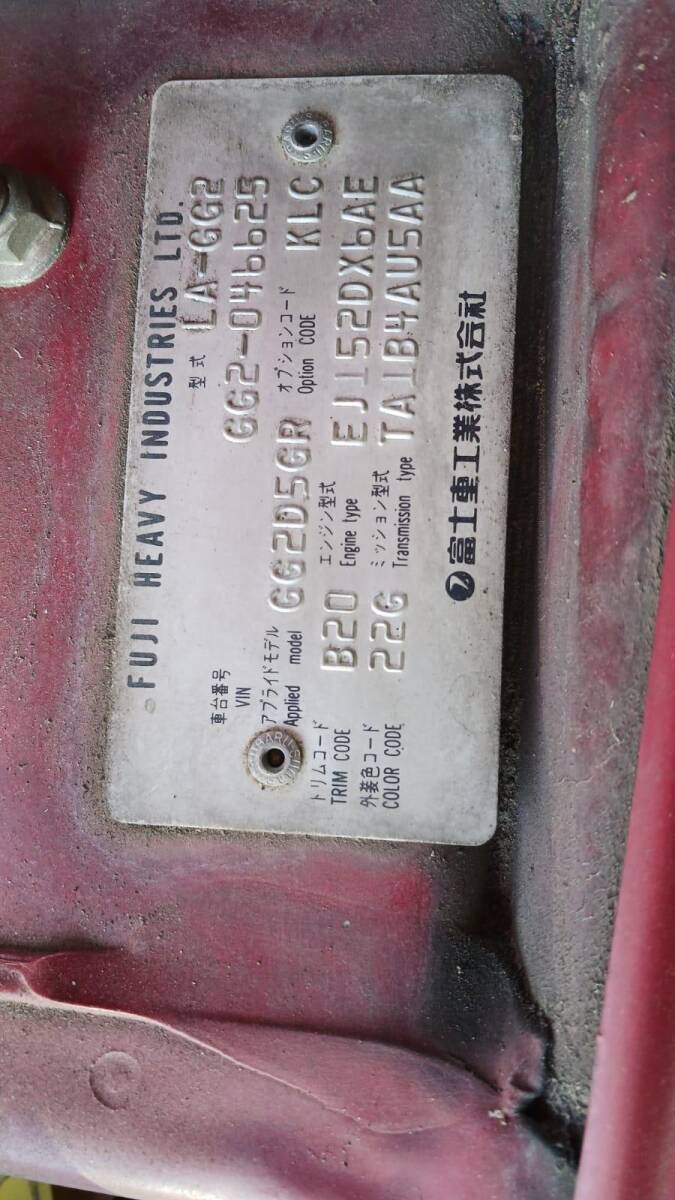 FUJI HEAVY INDUSTRIES LTD.
型式 LA-GG2
車台番号 VIN GG2-046625
アプライドモデル Applied model GG2D5GR オプションコード Option CODE KLC
トリムコード TRIM CODE B20 エンジン型式 Engine type EJ152DX6AE
外装色コード COLOR CODE 22G ミッション型式 Transmission type TA1B4AU5AA
富士重工業株式会社